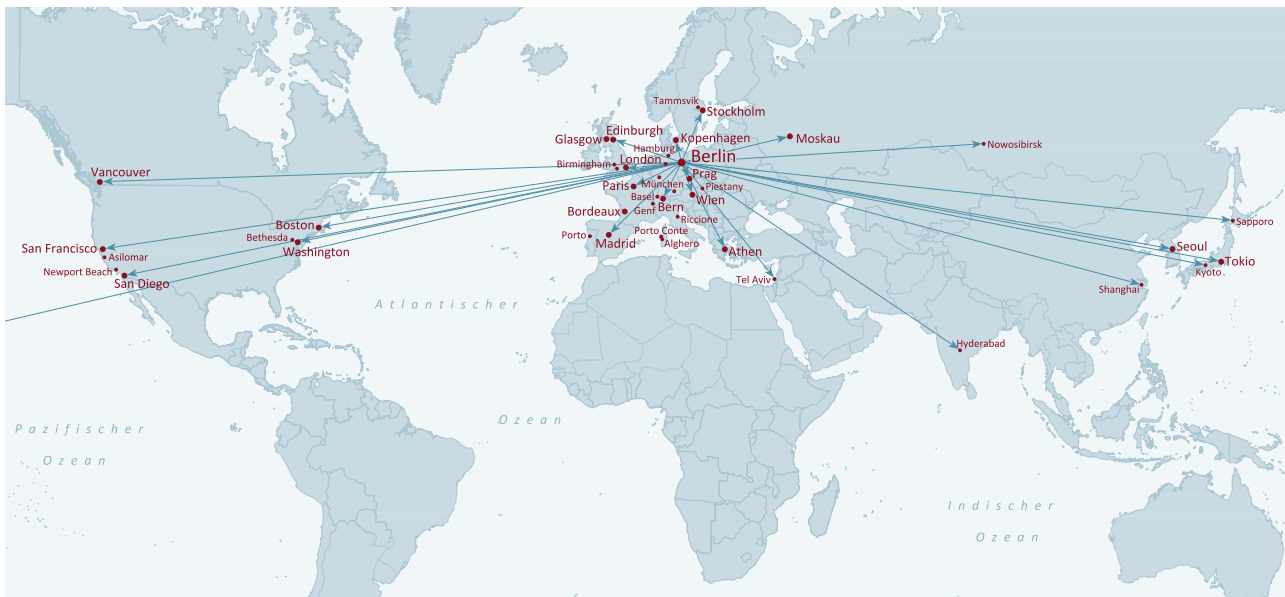 Tammsvik
Stockholm
Edinburgh
Glasgow
Kopenhagen
Moskau
Hamburg
Nowosibirsk
Berlin
London
Birmingham
Vancouver
Prag
Paris
München
Piestany
Basel
Wien
Bern
Genf
Bordeaux
Riccione
Sapporo
Boston
Porto Conte
Porto
Madrid
Alghero
Bethesda
San Francisco
Washington
Athen
Seoul
Asilomar
Tokio
Newport Beach
Kyoto
San Diego
Tel Aviv
Shanghai
Atlantischer
Hyderabad
Ozean
Pazifischer
Ozean
Indischer
Ozean